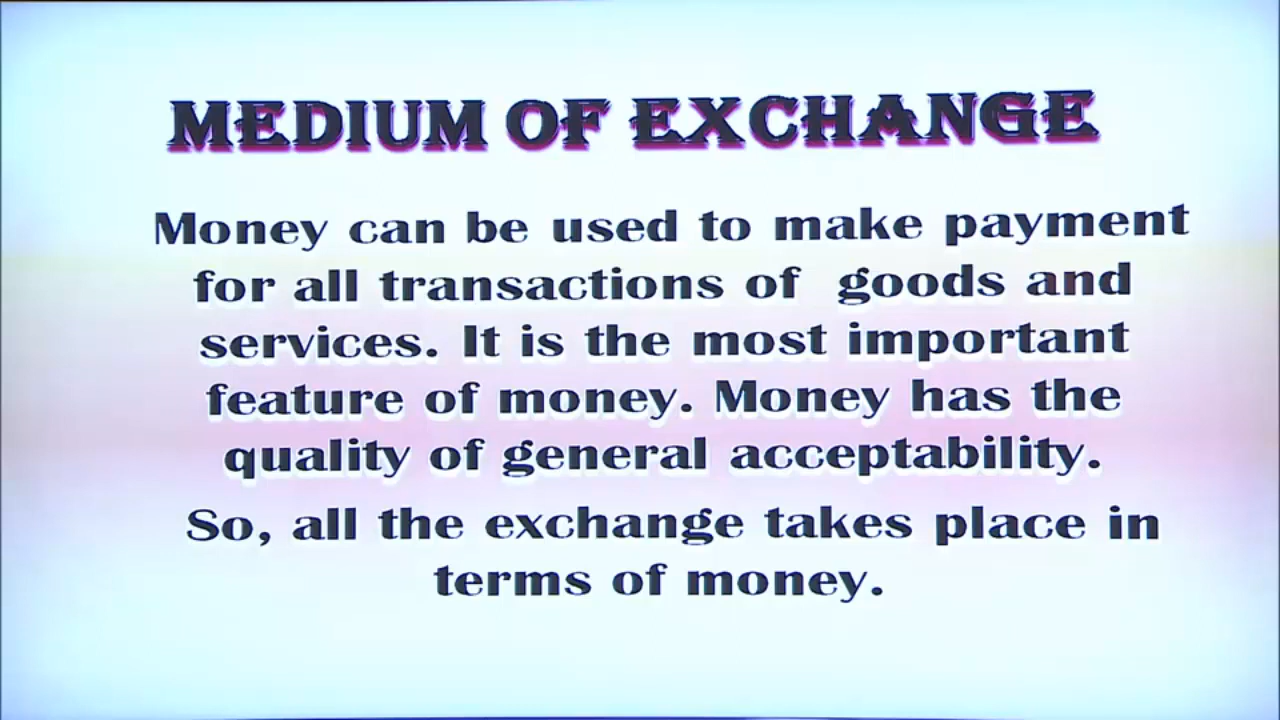 MEDIUM OF EXCHANGE
Money can be used to make payment
for all transactions of goods and
services. It is the most important
feature of money. Money has the
quality of general acceptability.
So, all the exchange takes place in
terms of money.